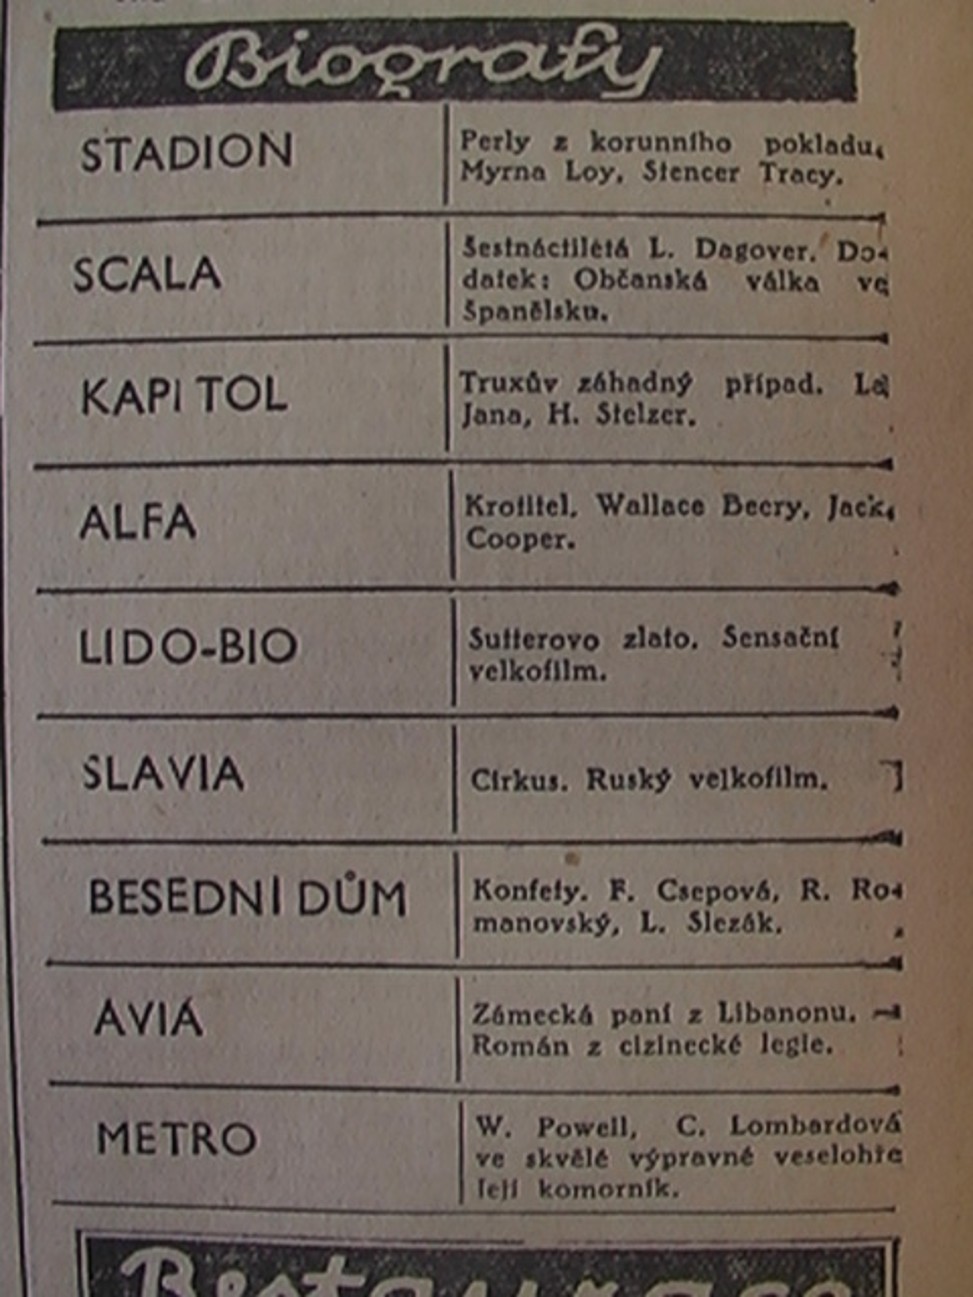 Biografy
STADION
Perly z korunního pokladu,
Myrna Loy, Stencer Tracy.
SCALA
Šestnáctiletá L. Dagover. Do-
datek: Občanská válka ve
Španělsku.
KAPITOL
Truxův záhadný případ. La
Jana, H. Stelzer.
ALFA
Krotitel. Wallace Beery, Jack.
Cooper.
LIDO-BIO
Sutterovo zlato. Sensační
velkofilm.
SLAVIA
Cirkus. Ruský velkofilm.
BESEDNÍ DŮM
Konfety. F. Csepová, R. Ro-
manovský, L. Slezák.
AVIA
Zámecká paní z Libanonu. —
Román z cizinecké legie.
METRO
W. Powell, C. Lombardová
ve skvělé výpravné veselohře
Její komorník.
Restaurace